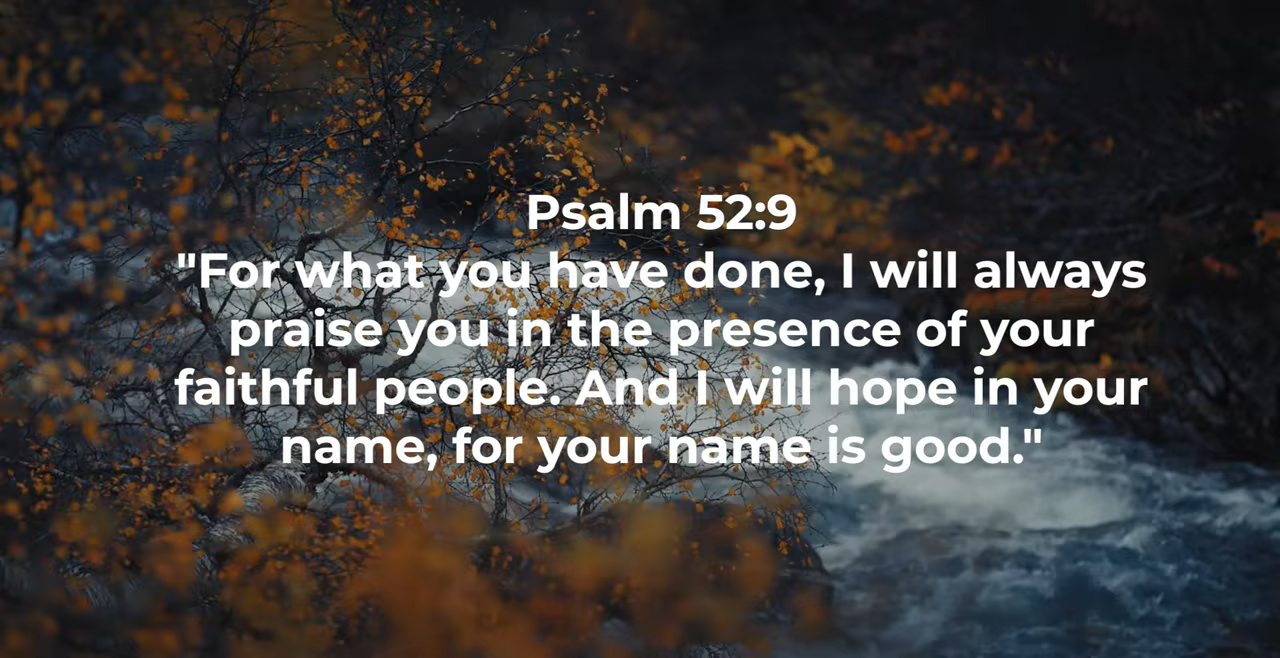 Psalm 52:9
"For what you have done, I will always
praise you in the presence of your
faithful people. And I will hope in your
name, for your name is good."